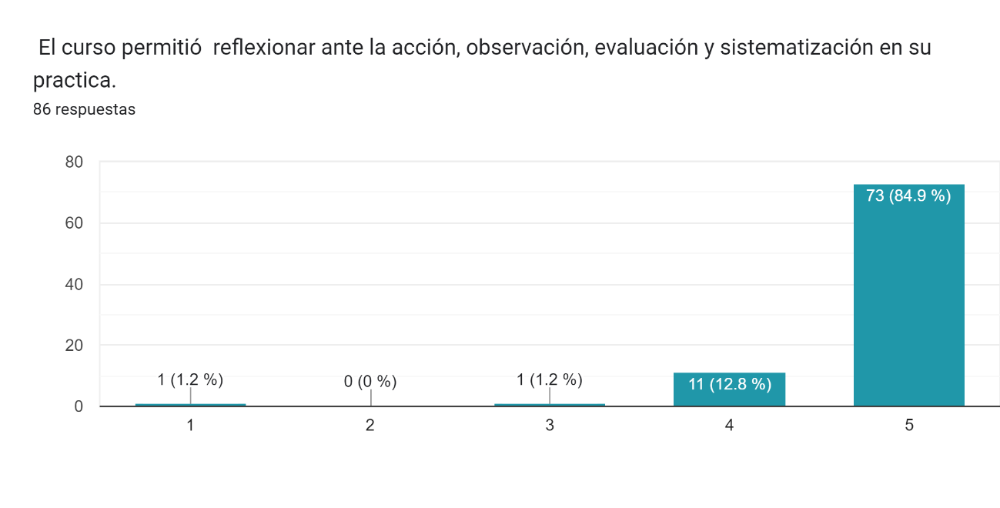 El curso permitió  reflexionar ante la acción, observación, evaluación y sistematización en su
practica.
86 respuestas
80
60
40
20
0
1 (1.2 %)
0 (0 %)
1 (1.2 %)
11 (12.8 %)
73 (84.9 %)
1
2
3
4
5